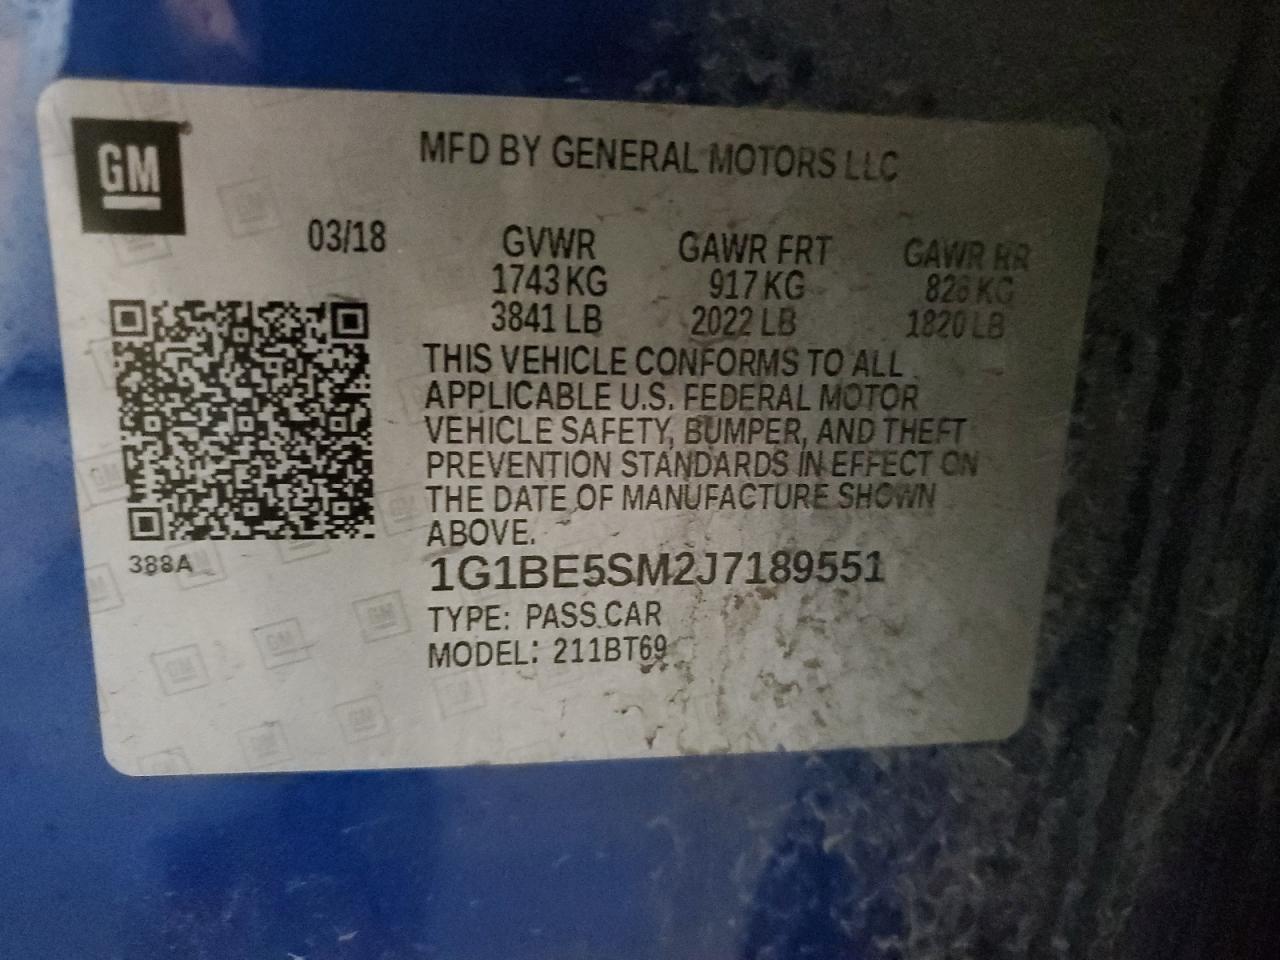 GM
MFD BY GENERAL MOTORS LLC
03/18 GVWR GAWR FRT GAWR RR
1743 KG 917 KG 826 KG
3841 LB 2022 LB 1820 LB
THIS VEHICLE CONFORMS TO ALL
APPLICABLE U.S. FEDERAL MOTOR
VEHICLE SAFETY, BUMPER, AND THEFT
PREVENTION STANDARDS IN EFFECT ON
THE DATE OF MANUFACTURE SHOWN
ABOVE.
388A
1G1BE5SM2J7189551
TYPE: PASS.CAR
MODEL: 211BT69